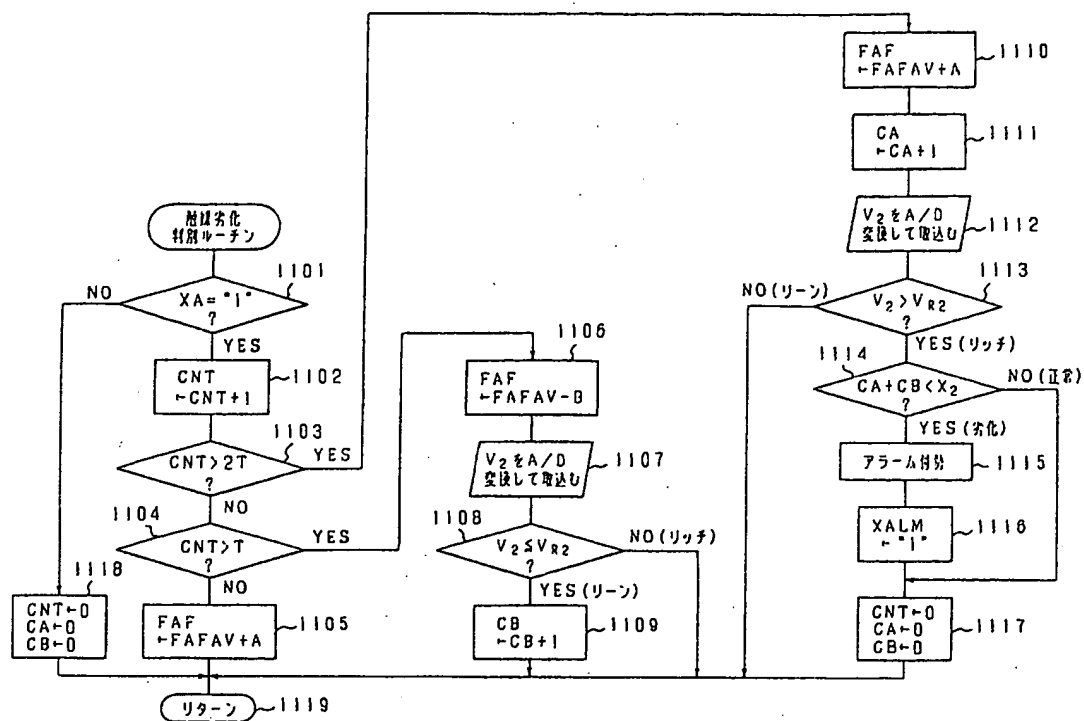 触媒劣化
判別ルーチン
1101
XA="1"
?
NO
YES
CNT
←CNT+1
1102
1103
CNT>2T
?
YES
NO
1104
CNT>T
?
YES
NO
FAF
←FAFAV+A
1105
1118
CNT←0
CA←0
CB←0
リターン
1119
1106
FAF
←FAFAV-B
V2をA/D
変換して取込む
1107
1108
V2≤VR2
?
NO(リッチ)
YES(リーン)
CB
←CB+1
1109
FAF
←FAFAV+A
1110
CA
←CA+1
1111
V2をA/D
変換して取込む
1112
1113
V2>VR2
?
NO(リーン)
YES(リッチ)
1114
CA+CB<X2
?
NO(正常)
YES(劣化)
アラーム付勢
1115
XALM
←"1"
1116
CNT←0
CA←0
CB←0
1117